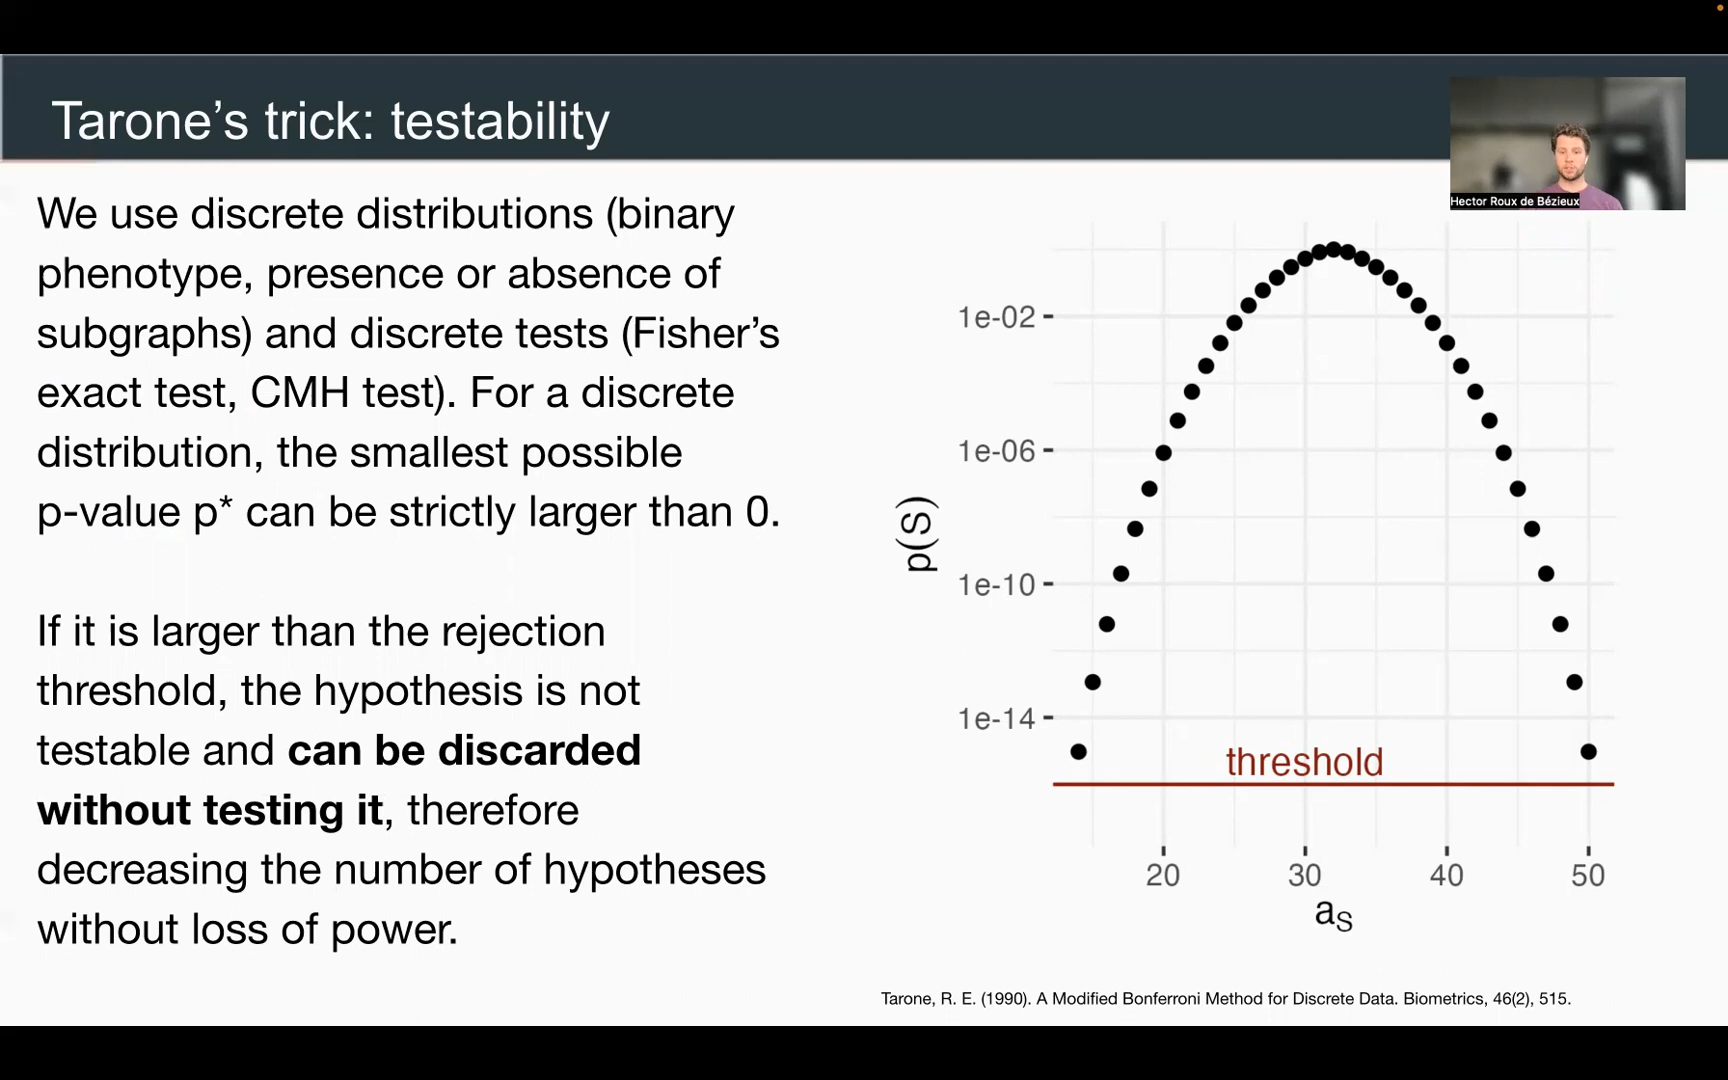 Tarone’s trick: testability
Hector Roux de Bézieux
We use discrete distributions (binary
phenotype, presence or absence of
subgraphs) and discrete tests (Fisher’s
exact test, CMH test). For a discrete
distribution, the smallest possible
p-value p* can be strictly larger than 0.
If it is larger than the rejection
threshold, the hypothesis is not
testable and can be discarded
without testing it, therefore
decreasing the number of hypotheses
without loss of power.
p(S)
1e-02
1e-06
1e-10
1e-14
threshold
20 30 40 50
aS
Tarone, R. E. (1990). A Modified Bonferroni Method for Discrete Data. Biometrics, 46(2), 515.